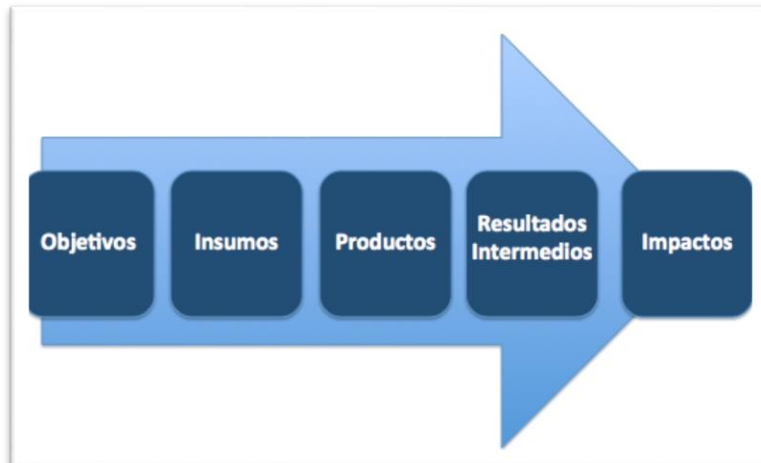 Objetivos
Insumos
Productos
Resultados
Intermedios
Impactos